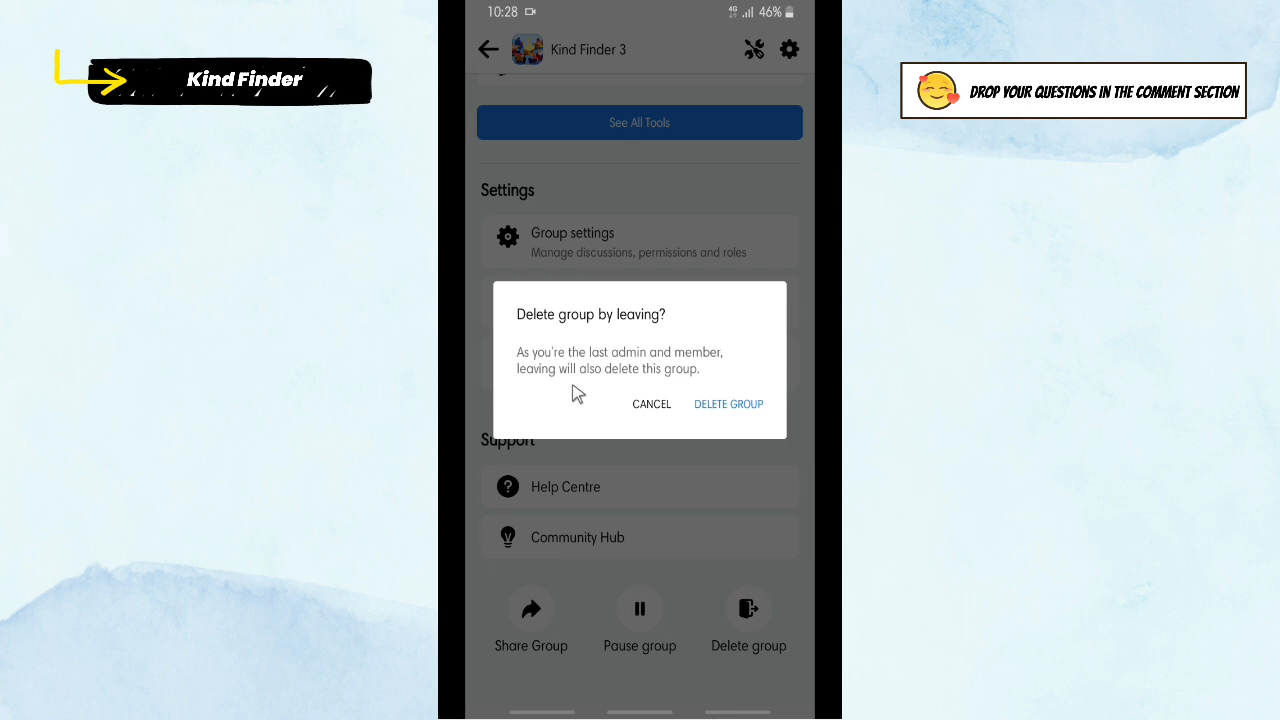 Kind Finder
DROP YOUR QUESTIONS IN THE COMMENT SECTION
10:28
4G 46%
Kind Finder 3
See All Tools
Settings
Group settings
Manage discussions, permissions and roles
Delete group by leaving?
As you're the last admin and member,
leaving will also delete this group.
CANCEL DELETE GROUP
Support
Help Centre
Community Hub
Share Group Pause group Delete group